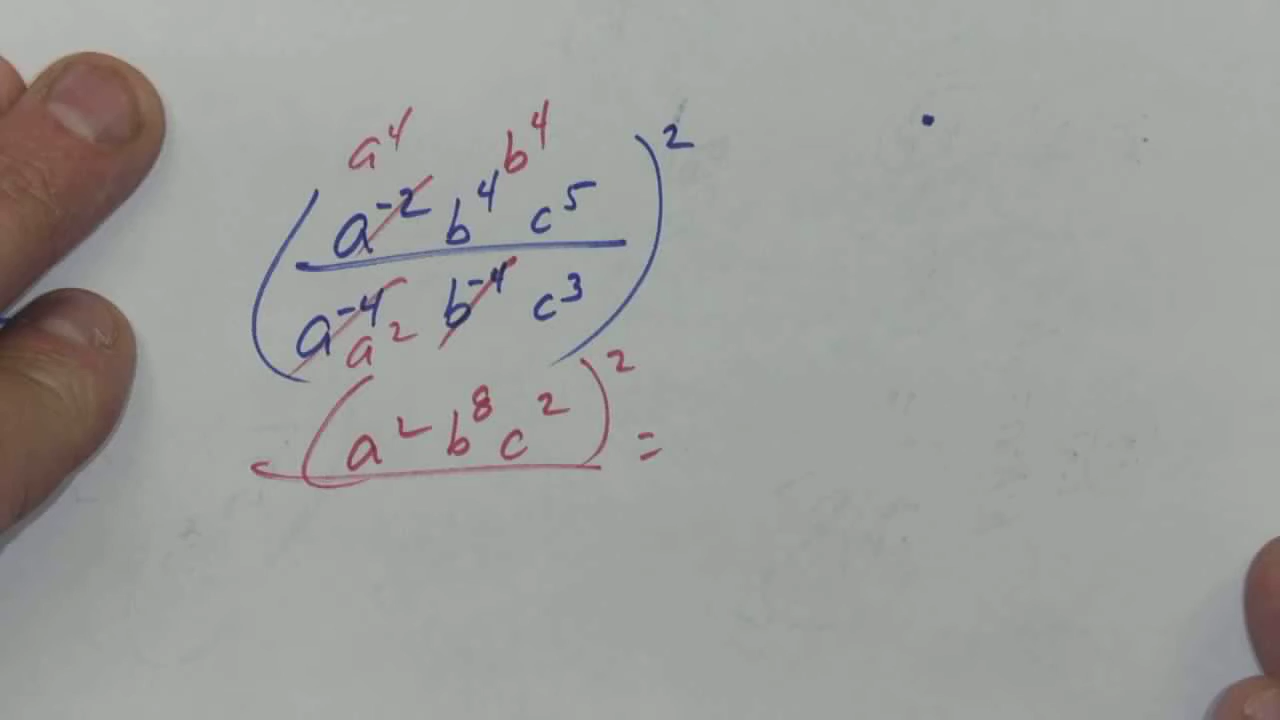 a⁴ b⁴
(a⁻² b⁴ c⁵)²
a⁻⁴ b⁻⁴ c³
a²
(a² b⁸ c²)² =